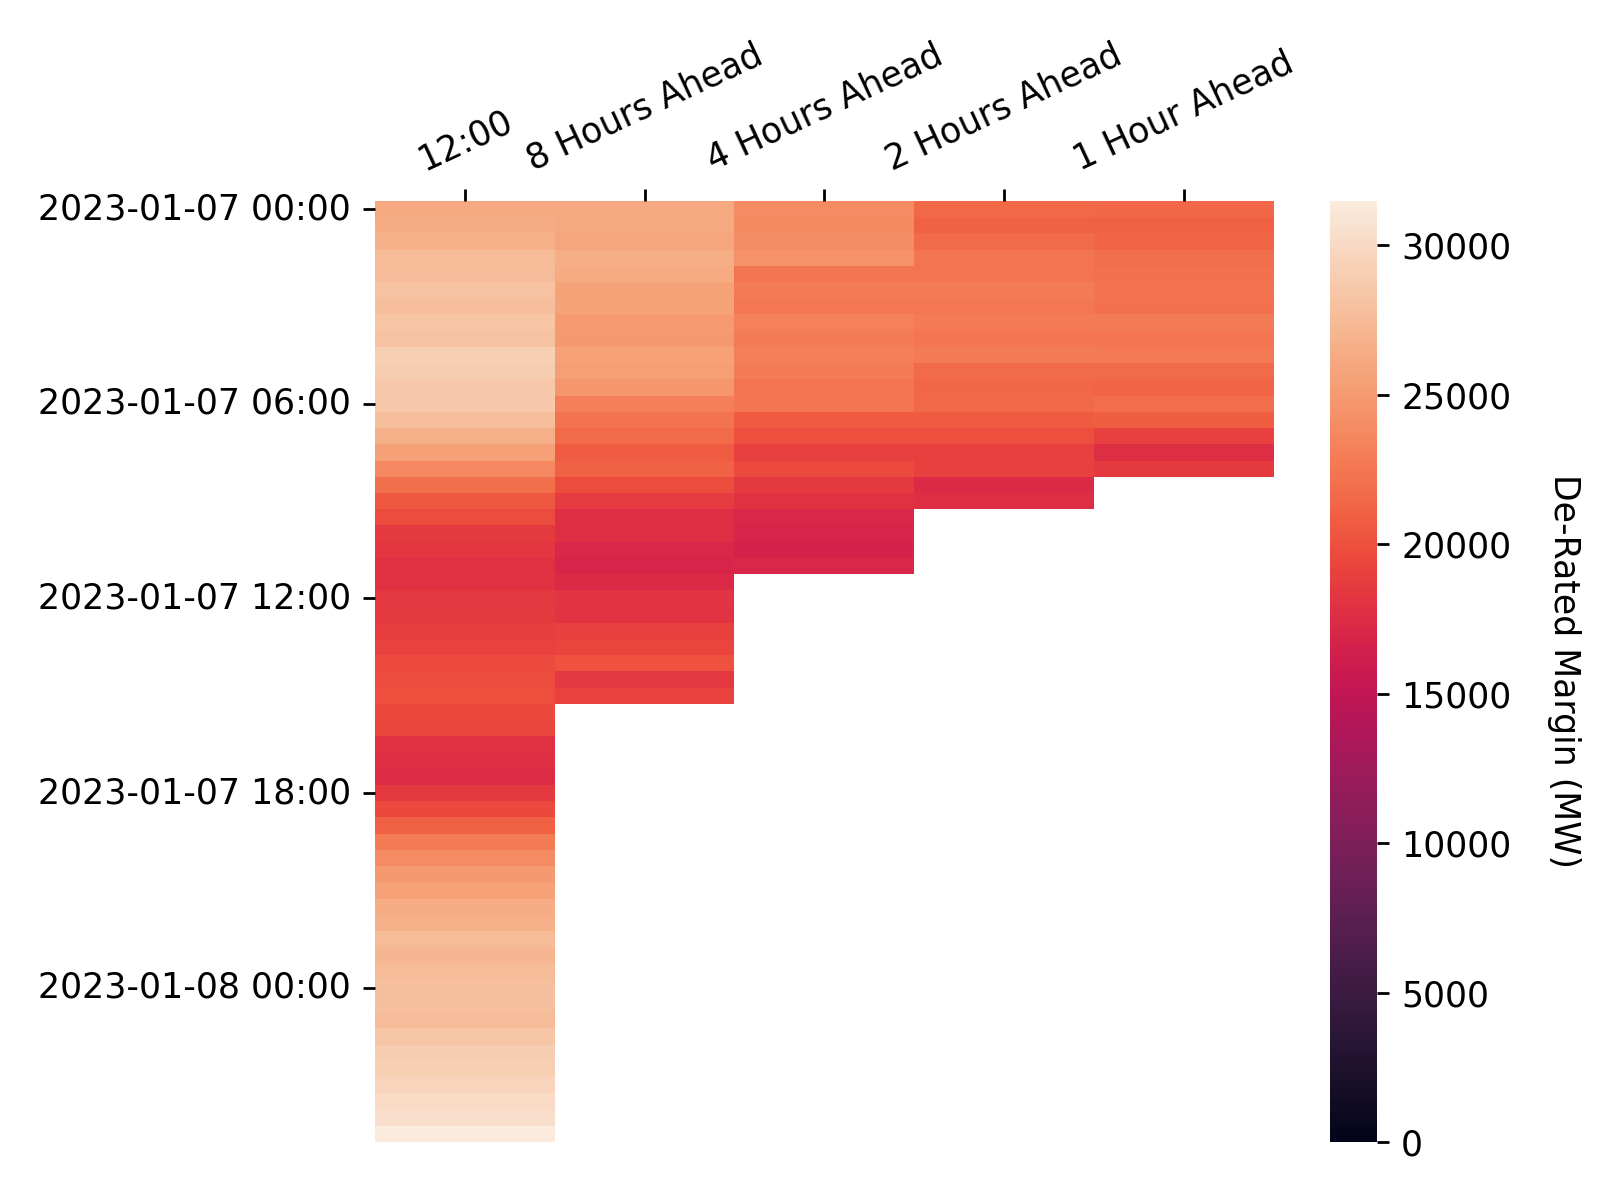 12:00
8 Hours Ahead
4 Hours Ahead
2 Hours Ahead
1 Hour Ahead
2023-01-07 00:00
2023-01-07 06:00
2023-01-07 12:00
2023-01-07 18:00
2023-01-08 00:00
30000
25000
20000
15000
10000
5000
0
De-Rated Margin (MW)